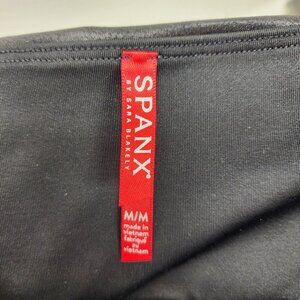 SPANX®
BY SARA BLAKELY
M/M
made in
vietnam
fabriqué
au
vietnam